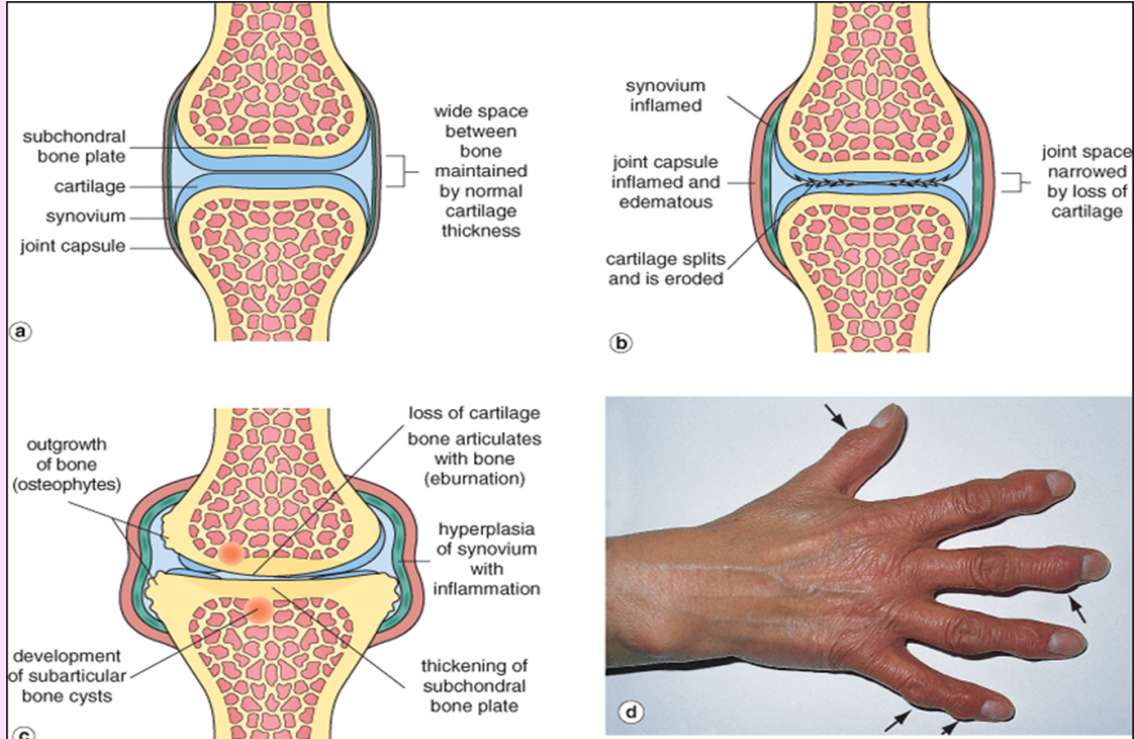 subchondral
bone plate
cartilage
synovium
joint capsule
wide space
between
bone
maintained
by normal
cartilage
thickness
a
synovium
inflamed
joint capsule
inflamed and
edematous
cartilage splits
and is eroded
joint space
narrowed
by loss of
cartilage
b
outgrowth
of bone
(osteophytes)
development
of subarticular
bone cysts
loss of cartilage
bone articulates
with bone
(eburnation)
hyperplasia
of synovium
with
inflammation
thickening of
subchondral
bone plate
c
d